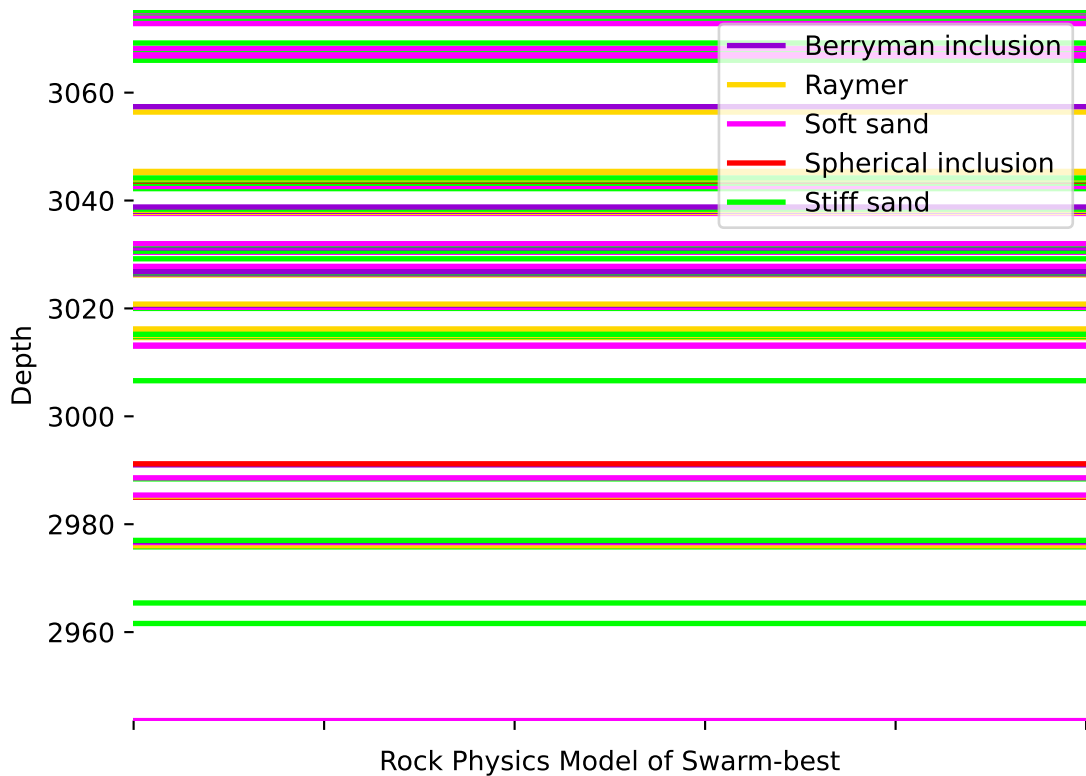 Berryman inclusion
Raymer
Soft sand
Spherical inclusion
Stiff sand
3060
3040
3020
3000
2980
2960
Depth
Rock Physics Model of Swarm-best